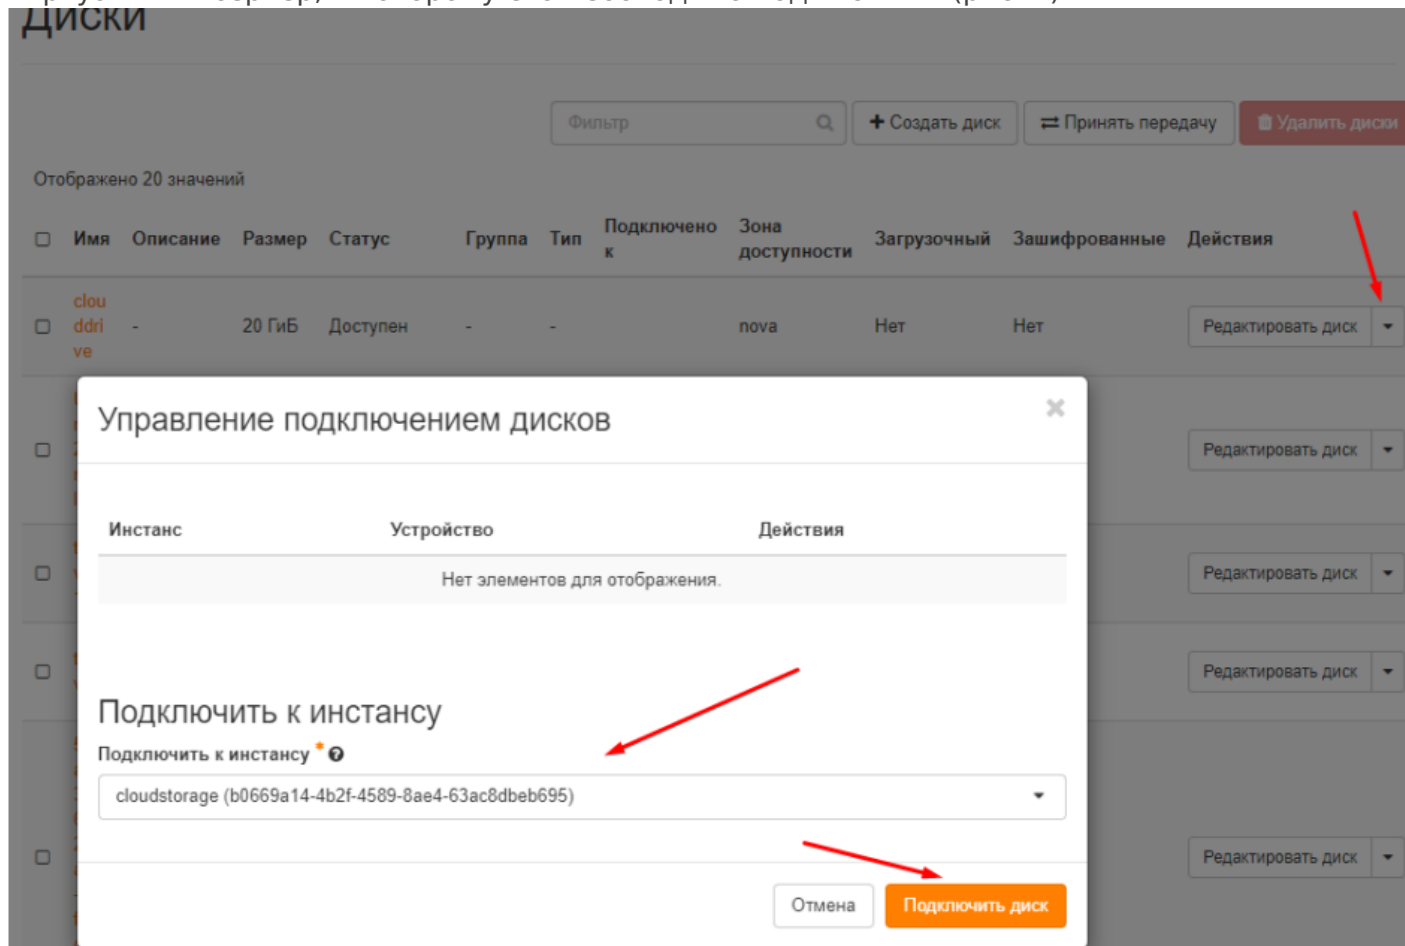 Диски
Фильтр
+ Создать диск
Принять передачу
Удалить диски
Отображено 20 значений
Имя Описание Размер Статус Группа Тип Подключено к Зона доступности Загрузочный Зашифрованные Действия
clou
ddri
ve
- 20 ГиБ Доступен - - nova Нет Нет Редактировать диск
Управление подключением дисков
Редактировать диск
Инстанс Устройство Действия
Нет элементов для отображения.
Редактировать диск
Редактировать диск
Подключить к инстансу
Подключить к инстансу *
cloudstorage (b0669a14-4b2f-4589-8ae4-63ac8dbeb695)
Редактировать диск
Отмена
Подключить диск